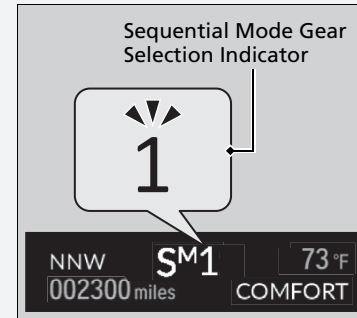 Sequential Mode Gear
Selection Indicator
1
NNW SM1 73 °F
002300 miles COMFORT